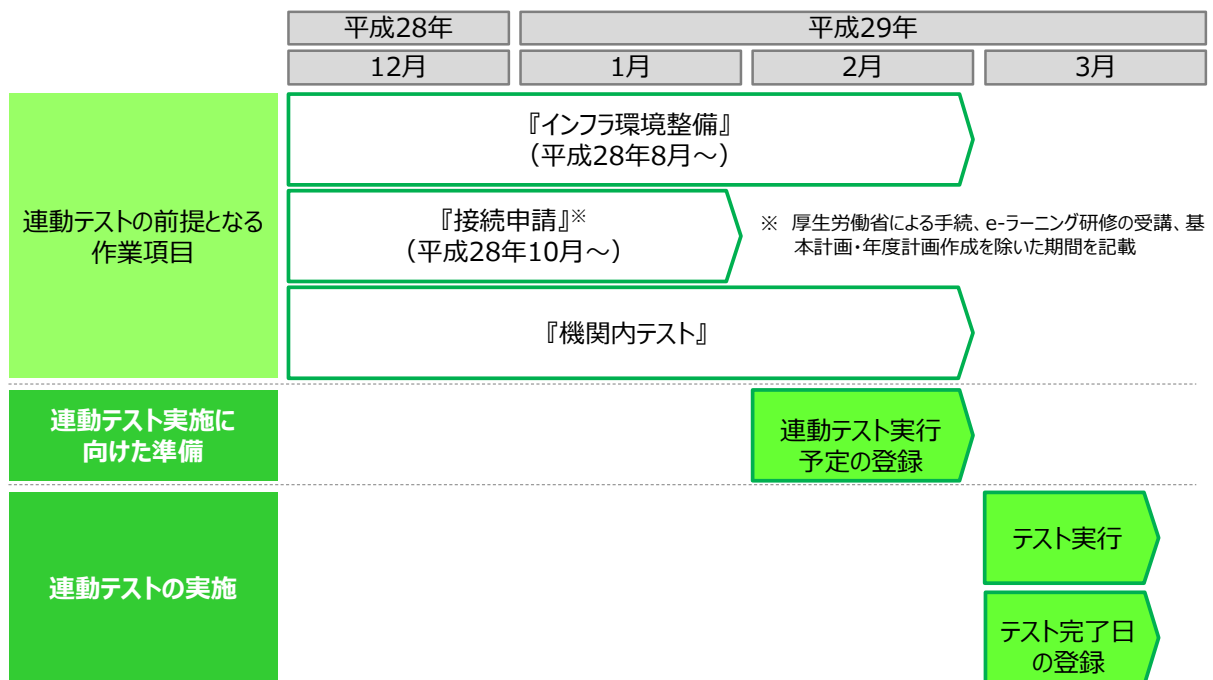 平成28年
平成29年
12月
1月
2月
3月
連動テストの前提となる
作業項目
『インフラ環境整備』
（平成28年8月～）
『接続申請』※
（平成28年10月～）
※ 厚生労働省による手続、e-ラーニング研修の受講、基
本計画・年度計画作成を除いた期間を記載
『機関内テスト』
連動テスト実施に
向けた準備
連動テスト実行
予定の登録
連動テストの実施
テスト実行
テスト完了日
の登録